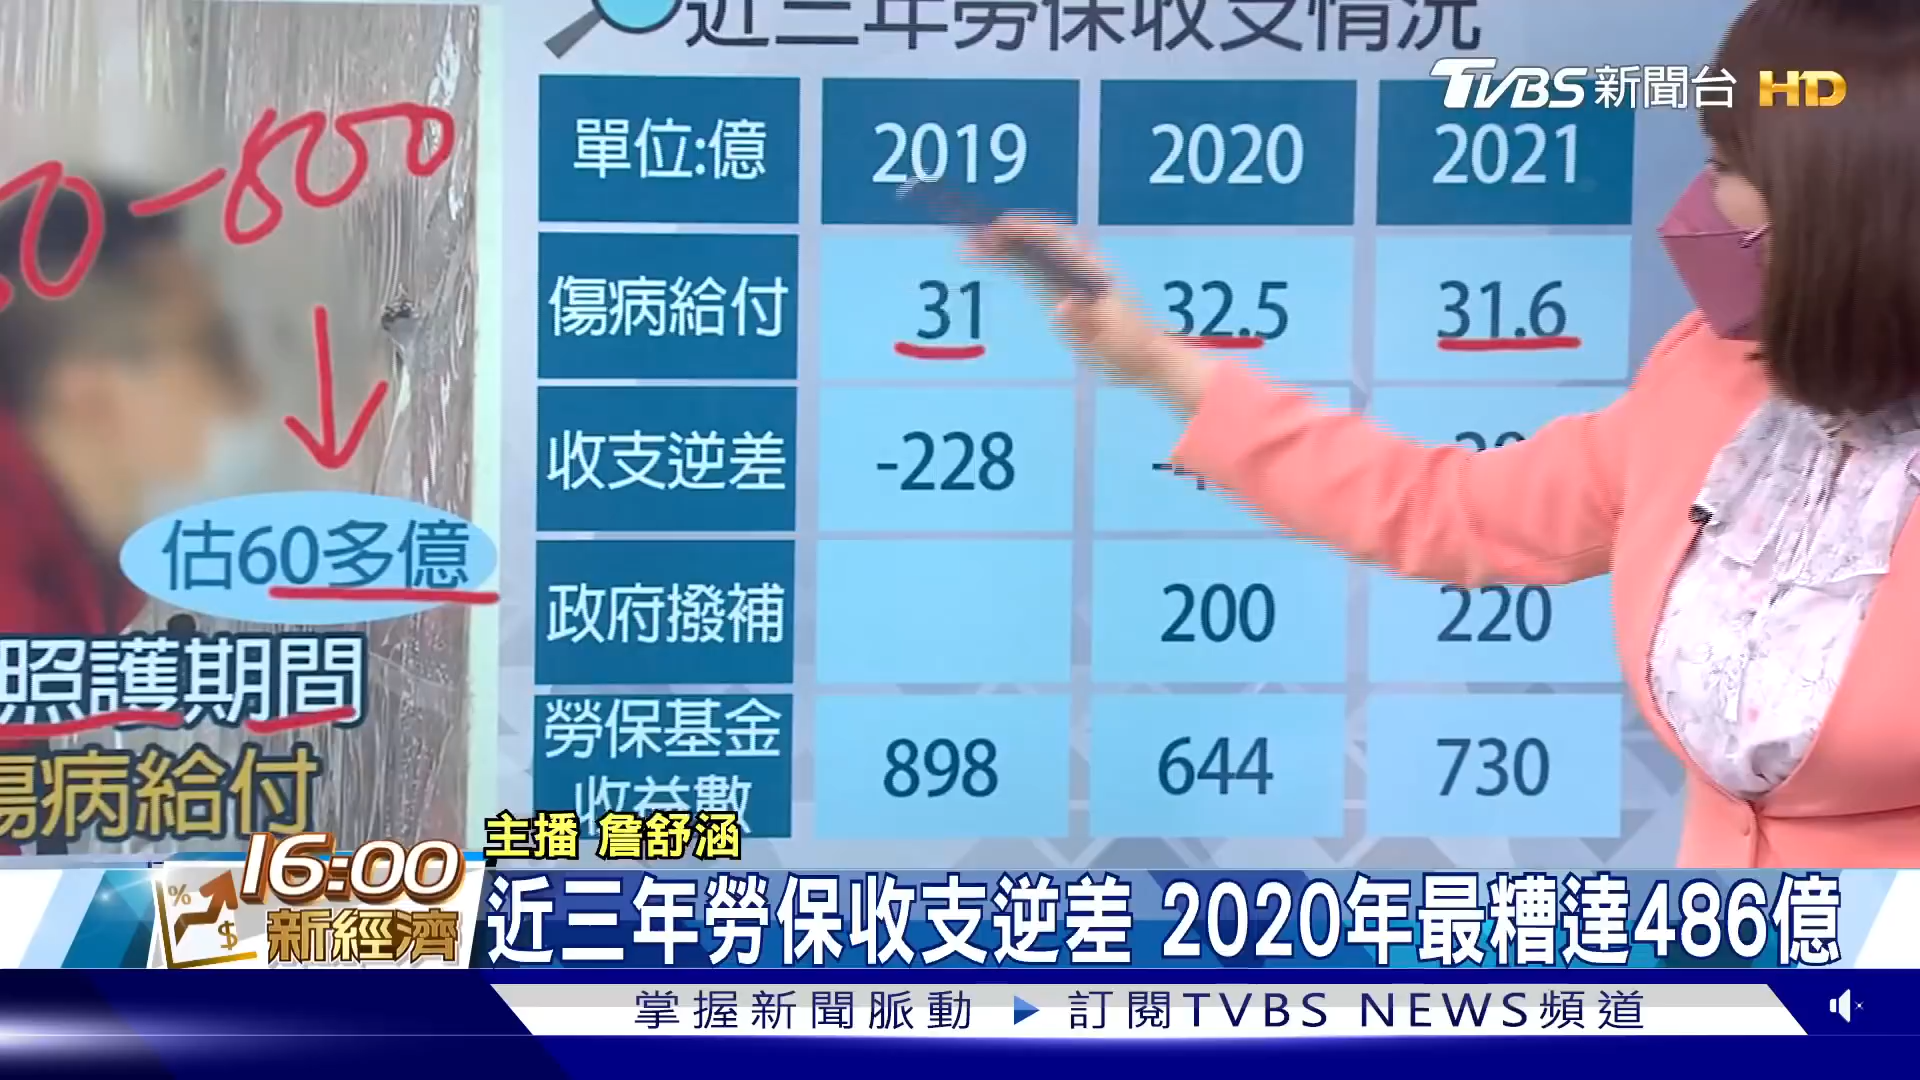 近三年勞保收支情況
TVBS新聞台 HD
單位:億 2019 2020 2021
傷病給付 31 32.5 31.6
收支逆差 -228
政府撥補 200 220
勞保基金收益數 898 644 730
0-800
估60多億
照護期間
傷病給付
16:00
新經濟
主播 詹舒涵
近三年勞保收支逆差 2020年最糟達486億
掌握新聞脈動 ▶ 訂閱TVBS NEWS頻道